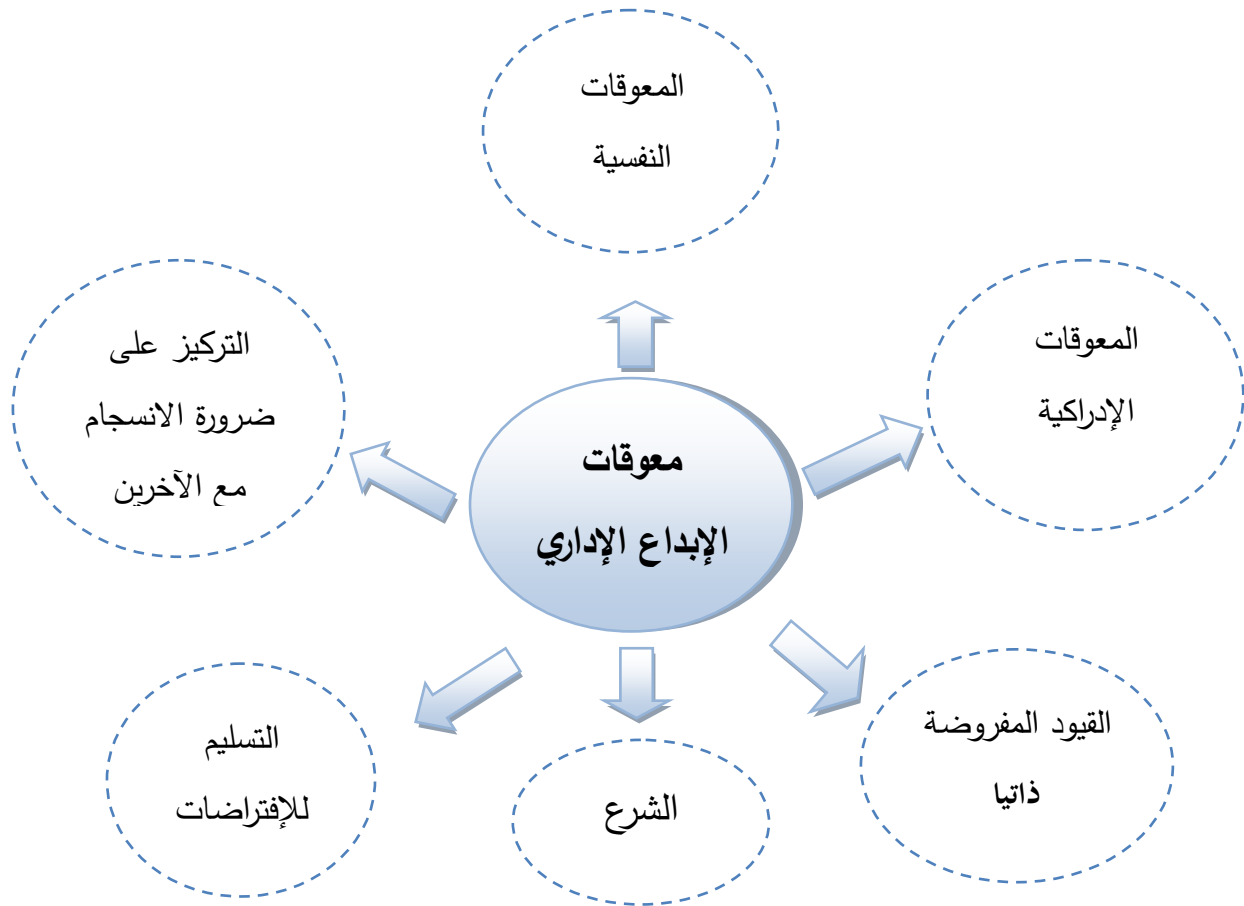 المعوقات
النفسية
المعوقات
الإدراكية
التركيز على
ضرورة الانسجام
مع الآخرين
معوقات
الإبداع الإداري
القيود المفروضة
ذاتيا
الشرع
التسليم
للإفتراضات